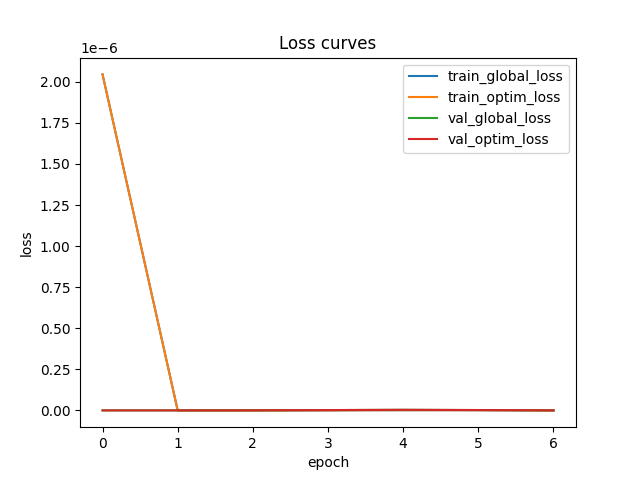 Loss curves
1e−6
train_global_loss
train_optim_loss
val_global_loss
val_optim_loss
2.00
1.75
1.50
1.25
1.00
0.75
0.50
0.25
0.00
loss
0 1 2 3 4 5 6
epoch